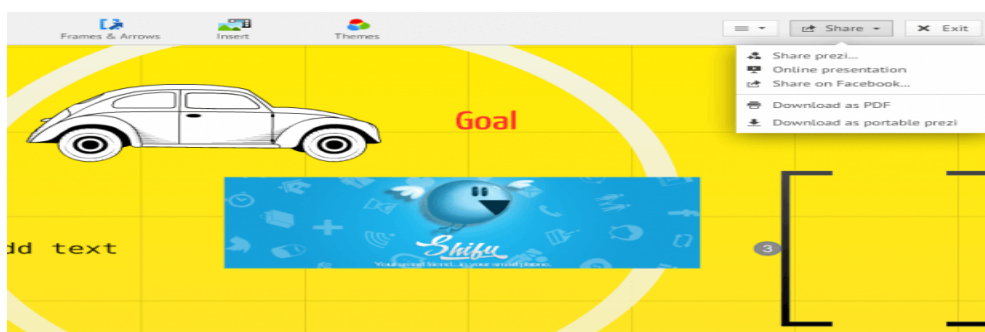 Frames & Arrows
Insert
Themes
Share
Exit
Share prezi...
Online presentation
Share on Facebook...
Download as PDF
Download as portable prezi
Goal
Shifu
dd text
3